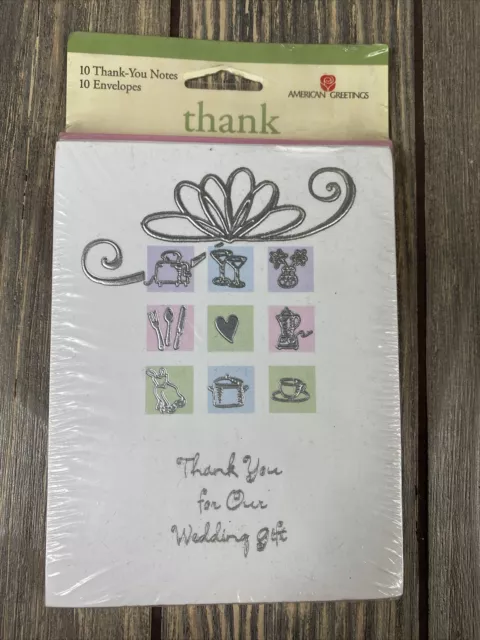 10 Thank-You Notes
10 Envelopes
AMERICAN GREETINGS
thank
Thank You
for Our
Wedding gift